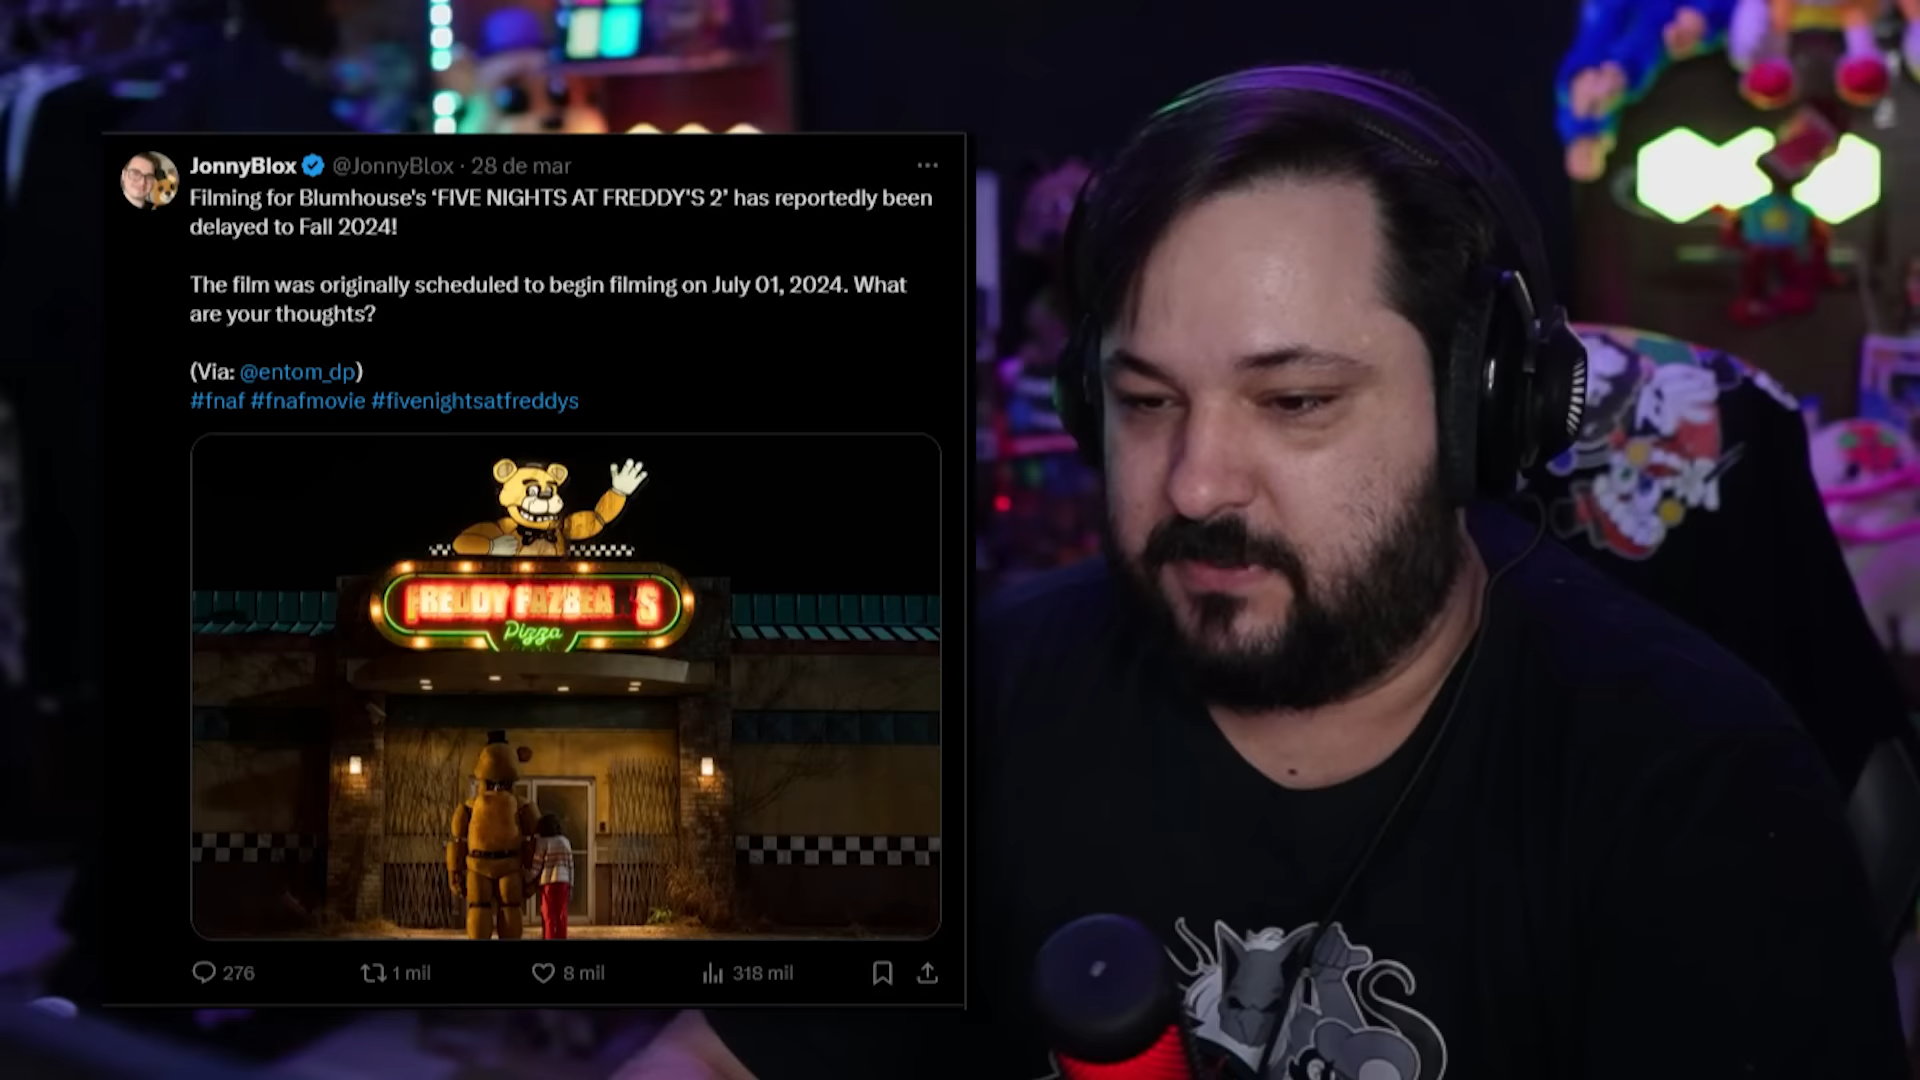 JonnyBlox @JonnyBlox · 28 de mar
Filming for Blumhouse's ‘FIVE NIGHTS AT FREDDY'S 2’ has reportedly been
delayed to Fall 2024!
The film was originally scheduled to begin filming on July 01, 2024. What
are your thoughts?
(Via: @entom_dp)
#fnaf #fnafmovie #fivenightsatfreddys
FREDDY FAZBEA 'S
Pizza
276 1 mil 8 mil 318 mil